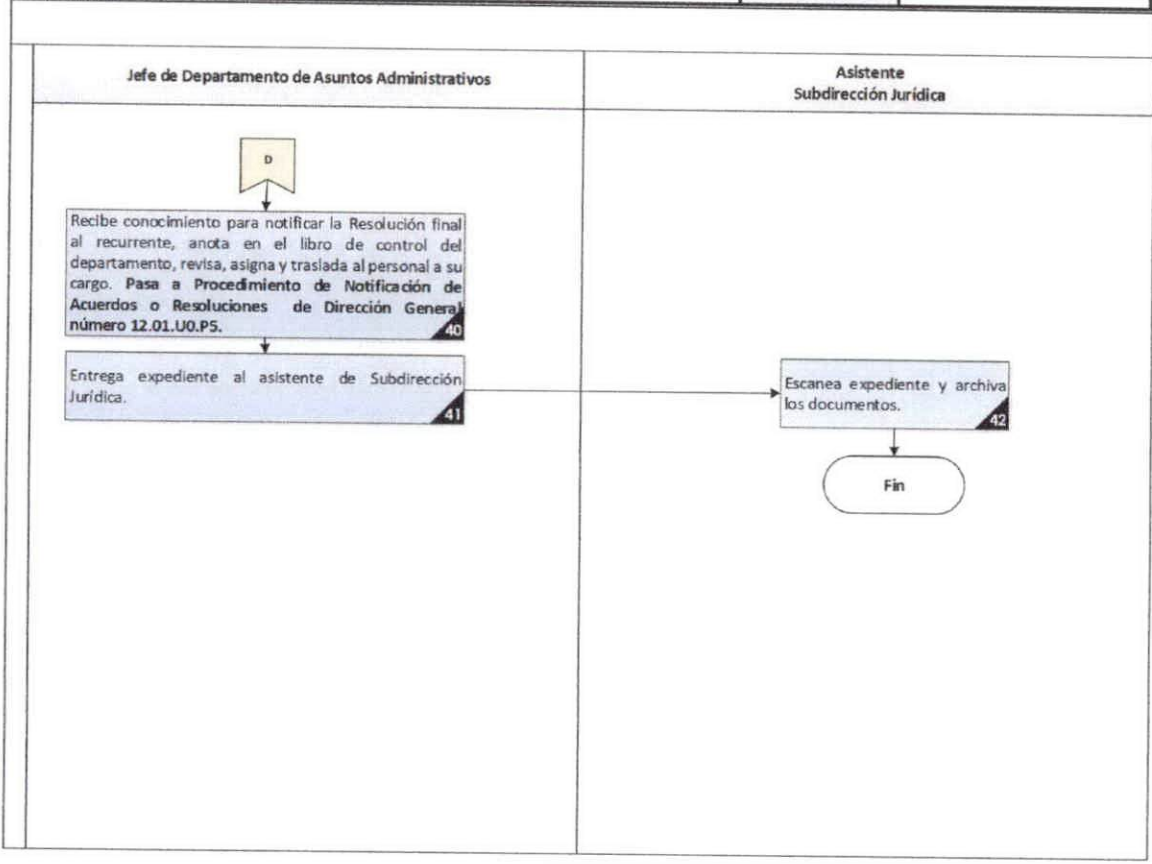 Jefe de Departamento de Asuntos Administrativos
Asistente
Subdirección Jurídica
D
Recibe conocimiento para notificar la Resolución final
al recurrente, anota en el libro de control del
departamento, revisa, asigna y traslada al personal a su
cargo. Pasa a Procedimiento de Notificación de
Acuerdos o Resoluciones de Dirección General
número 12.01.U0.P5.
40
Entrega expediente al asistente de Subdirección
Jurídica.
41
Escanea expediente y archiva
los documentos.
42
Fin